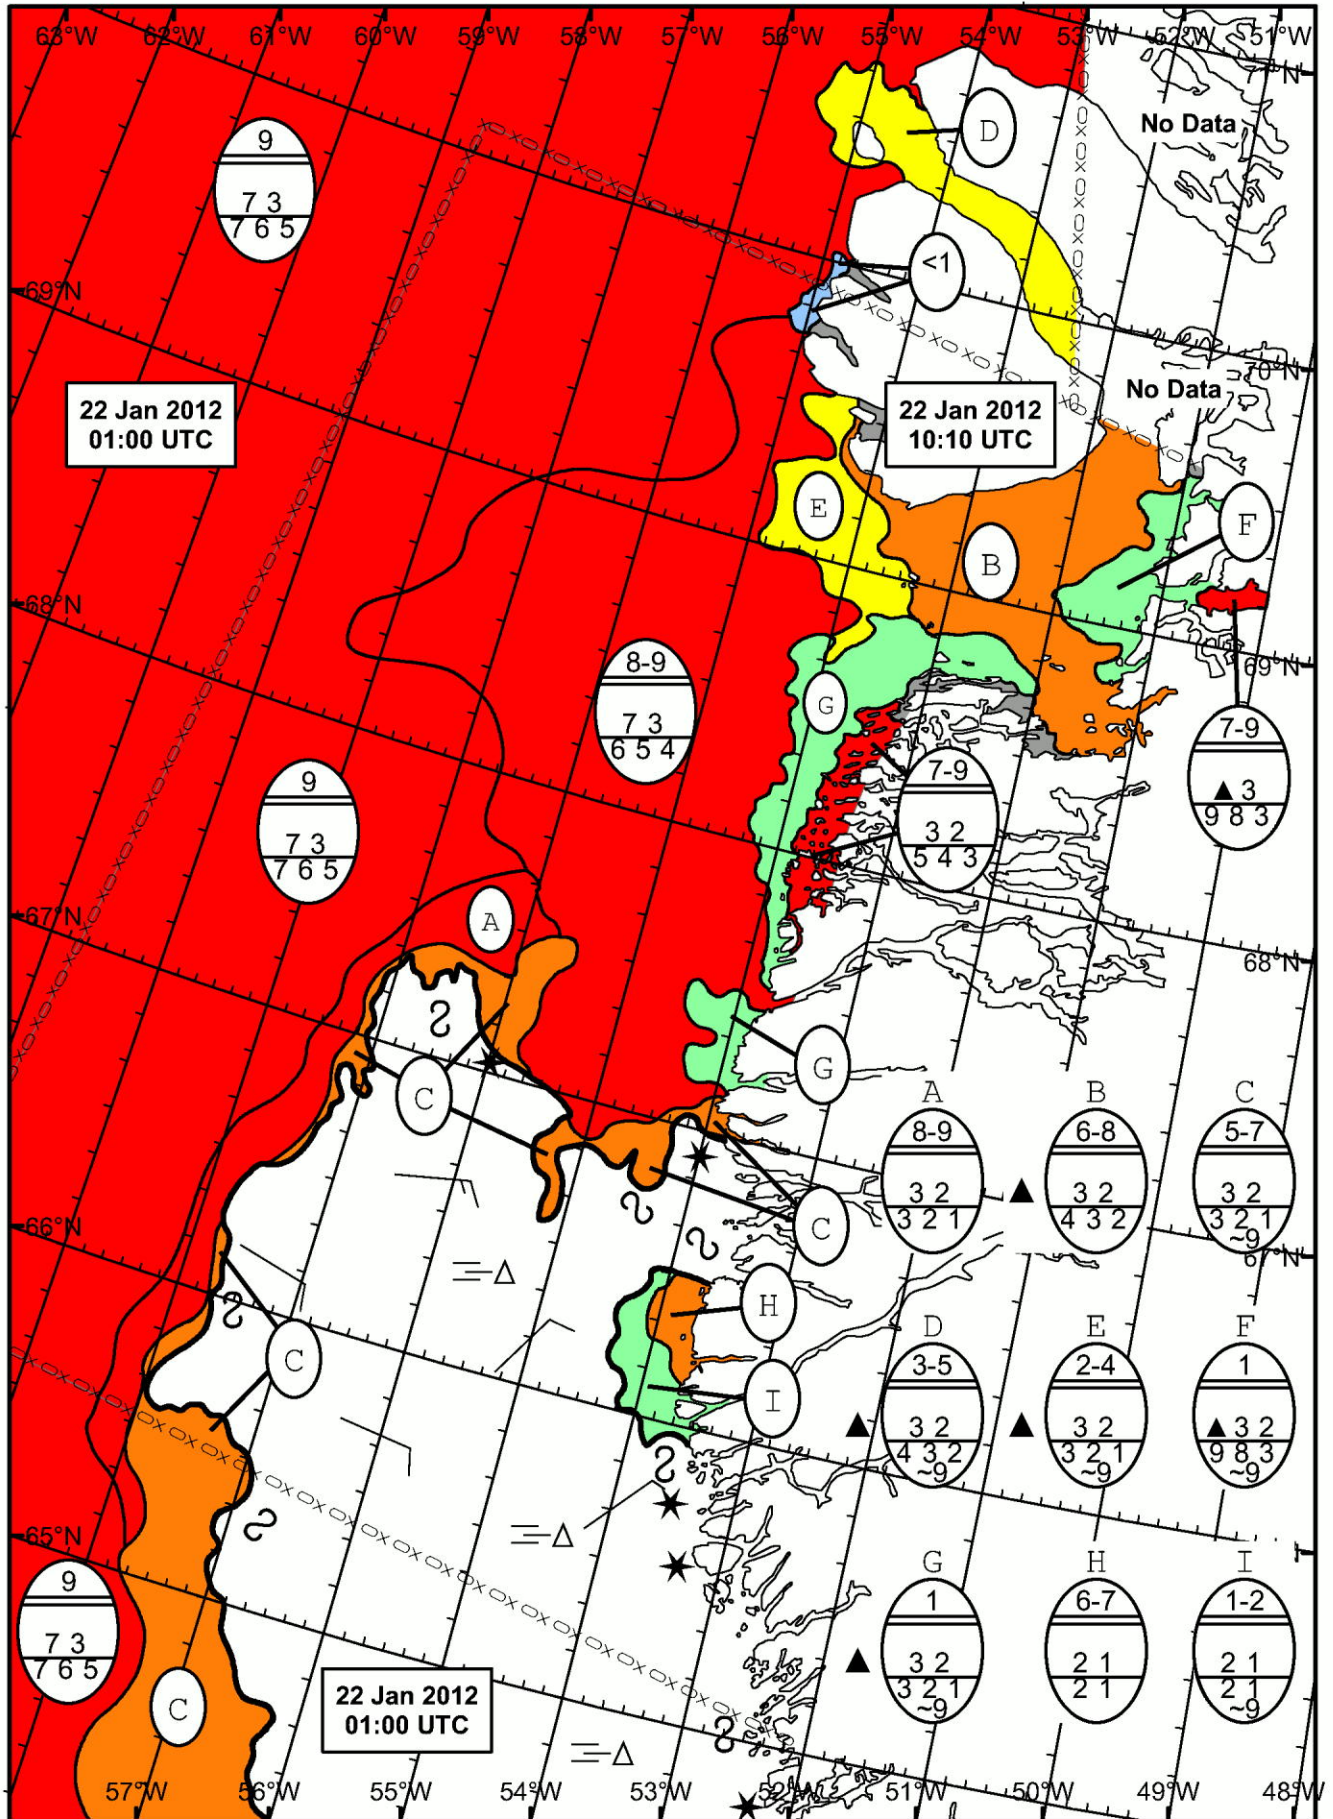 63°W 62°W 61°W 60°W 59°W 58°W 57°W 56°W 55°W 54°W 53°W 52°W 51°W
71°N
No Data
D
9
7 3
7 6 5
<1
69°N
70°N
No Data
22 Jan 2012
01:00 UTC
22 Jan 2012
10:10 UTC
E
F
B
68°N
69°N
8-9
7 3
6 5 4
G
7-9
3
9 8 3
7-9
3 2
5 4 3
9
7 3
7 6 5
A
67°N
68°N
C
G
A
8-9
3 2
3 2 1
B
6-8
3 2
4 3 2
C
5-7
3 2
3 2 1
~9
C
66°N
67°N
H
C
I
D
3-5
3 2
4 3 2
~9
E
2-4
3 2
3 2 1
~9
F
1
3 2
9 8 3
~9
65°N
9
7 3
7 6 5
G
1
3 2
3 2 1
~9
H
6-7
2 1
2 1
I
1-2
2 1
2 1
~9
C
22 Jan 2012
01:00 UTC
57°W 56°W 55°W 54°W 53°W 52°W 51°W 50°W 49°W 48°W